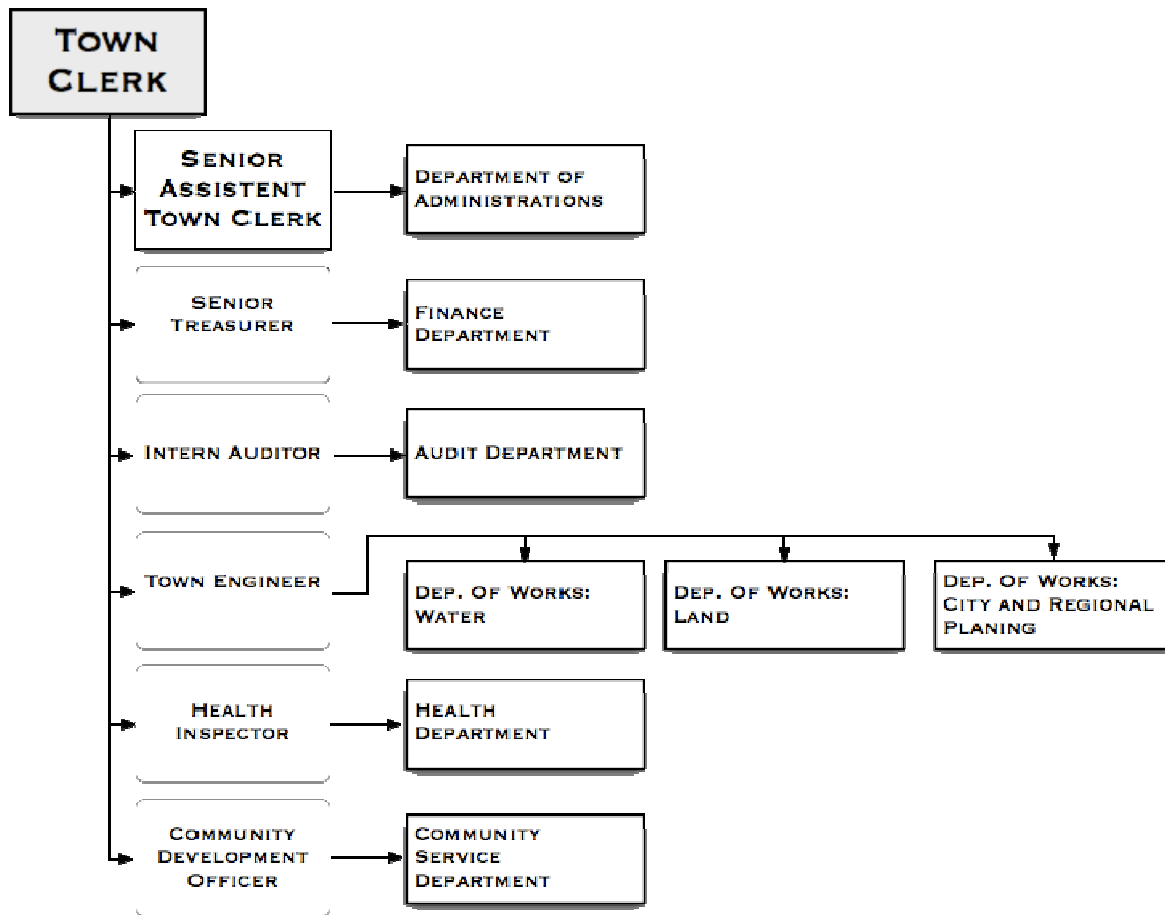 TOWN
CLERK
SENIOR
ASSISTENT
TOWN CLERK
DEPARTMENT OF
ADMINISTRATIONS
SENIOR
TREASURER
FINANCE
DEPARTMENT
INTERN AUDITOR
AUDIT DEPARTMENT
TOWN ENGINEER
DEP. OF WORKS:
WATER
DEP. OF WORKS:
LAND
DEP. OF WORKS:
CITY AND REGIONAL
PLANING
HEALTH
INSPECTOR
HEALTH
DEPARTMENT
COMMUNITY
DEVELOPMENT
OFFICER
COMMUNITY
SERVICE
DEPARTMENT